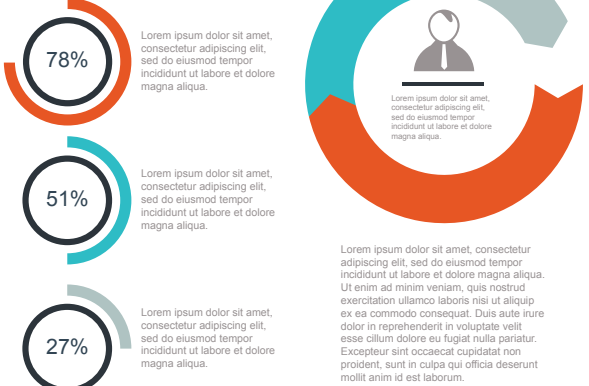 78%
Lorem ipsum dolor sit amet,
consectetur adipiscing elit,
sed do eiusmod tempor
incididunt ut labore et dolore
magna aliqua.
51%
Lorem ipsum dolor sit amet,
consectetur adipiscing elit,
sed do eiusmod tempor
incididunt ut labore et dolore
magna aliqua.
27%
Lorem ipsum dolor sit amet,
consectetur adipiscing elit,
sed do eiusmod tempor
incididunt ut labore et dolore
magna aliqua.
Lorem ipsum dolor sit amet,
consectetur adipiscing elit,
sed do eiusmod tempor
incididunt ut labore et dolore
magna aliqua.
Lorem ipsum dolor sit amet, consectetur
adipiscing elit, sed do eiusmod tempor
incididunt ut labore et dolore magna aliqua.
Ut enim ad minim veniam, quis nostrud
exercitation ullamco laboris nisi ut aliquip
ex ea commodo consequat. Duis aute irure
dolor in reprehenderit in voluptate velit
esse cillum dolore eu fugiat nulla pariatur.
Excepteur sint occaecat cupidatat non
proident, sunt in culpa qui officia deserunt
mollit anim id est laborum.